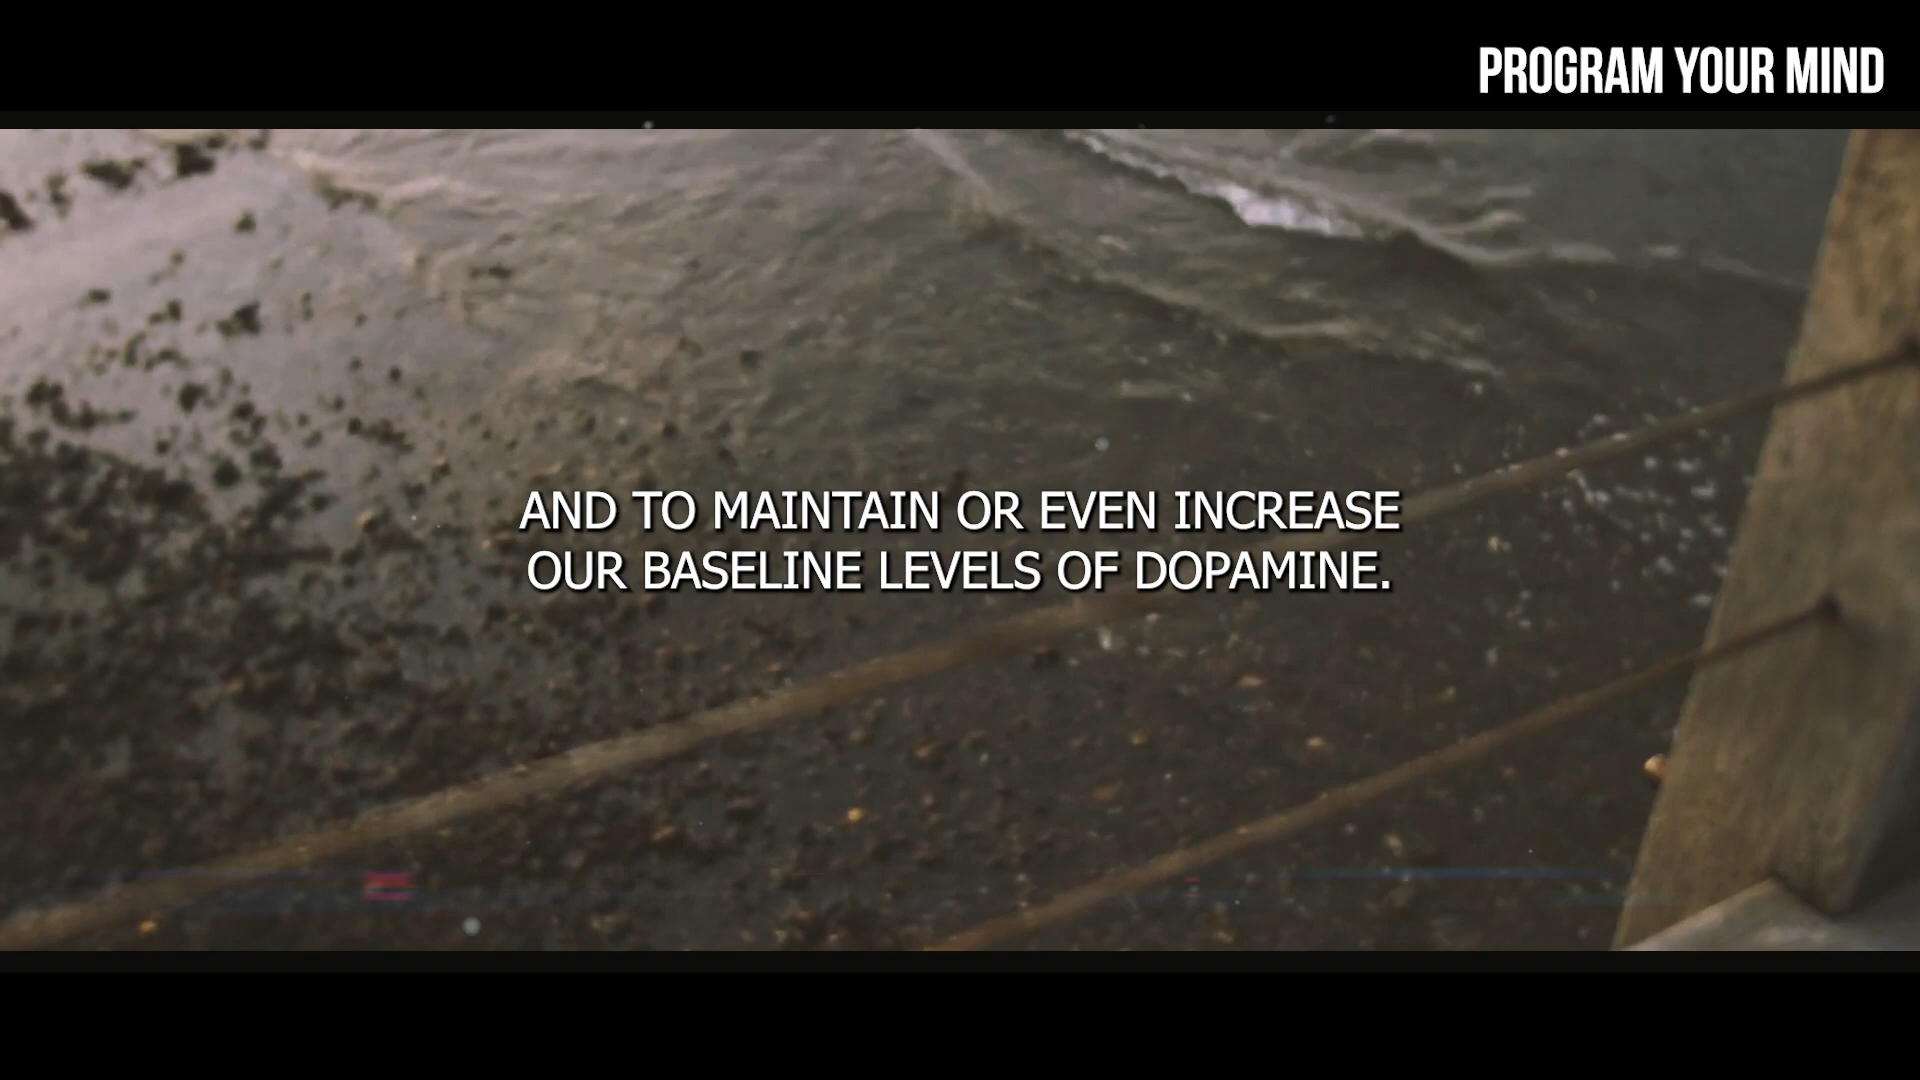 PROGRAM YOUR MIND
AND TO MAINTAIN OR EVEN INCREASE
OUR BASELINE LEVELS OF DOPAMINE.